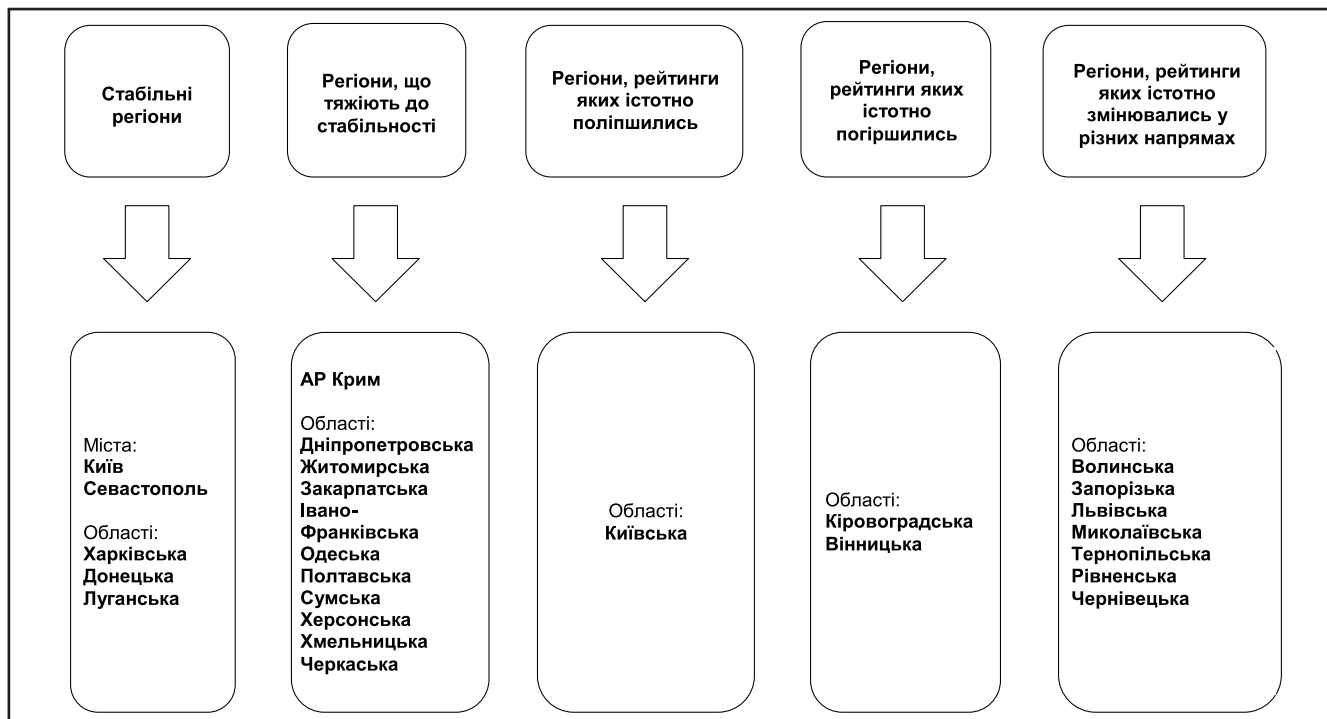 Стабільні
регіони
Регіони, що
тяжіють до
стабільності
Регіони, рейтинги
яких істотно
поліпшились
Регіони,
рейтинги яких
істотно
погіршились
Регіони, рейтинги
яких істотно
змінювались у
різних напрямах
Міста:
Київ
Севастополь
Області:
Харківська
Донецька
Луганська
АР Крим
Області:
Дніпропетровська
Житомирська
Закарпатська
Івано-
Франківська
Одеська
Полтавська
Сумська
Херсонська
Хмельницька
Черкаська
Області:
Київська
Області:
Кіровоградська
Вінницька
Області:
Волинська
Запорізька
Львівська
Миколаївська
Тернопільська
Рівненська
Чернівецька